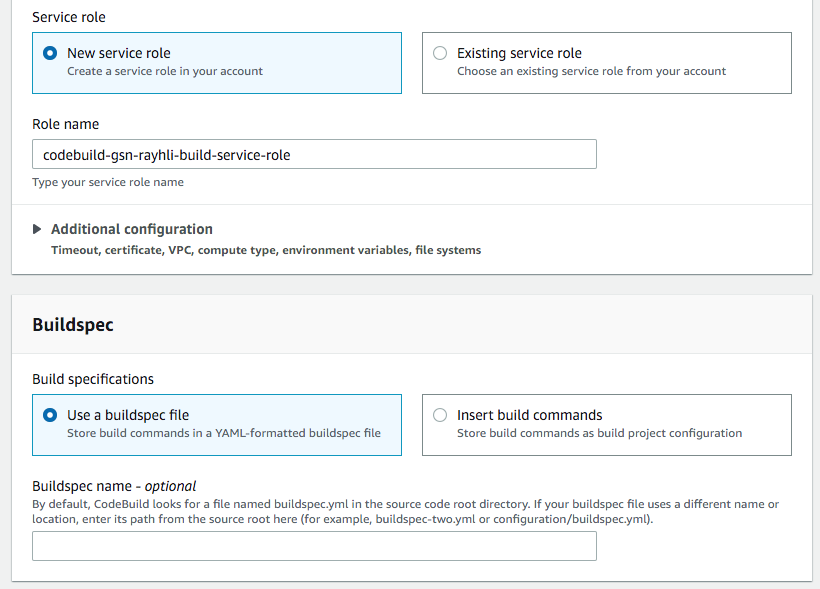 Service role
New service role
Create a service role in your account
Existing service role
Choose an existing service role from your account
Role name
codebuild-gsn-rayhli-build-service-role
Type your service role name
Additional configuration
Timeout, certificate, VPC, compute type, environment variables, file systems
Buildspec
Build specifications
Use a buildspec file
Store build commands in a YAML-formatted buildspec file
Insert build commands
Store build commands as build project configuration
Buildspec name - optional
By default, CodeBuild looks for a file named buildspec.yml in the source code root directory. If your buildspec file uses a different name or
location, enter its path from the source root here (for example, buildspec-two.yml or configuration/buildspec.yml).